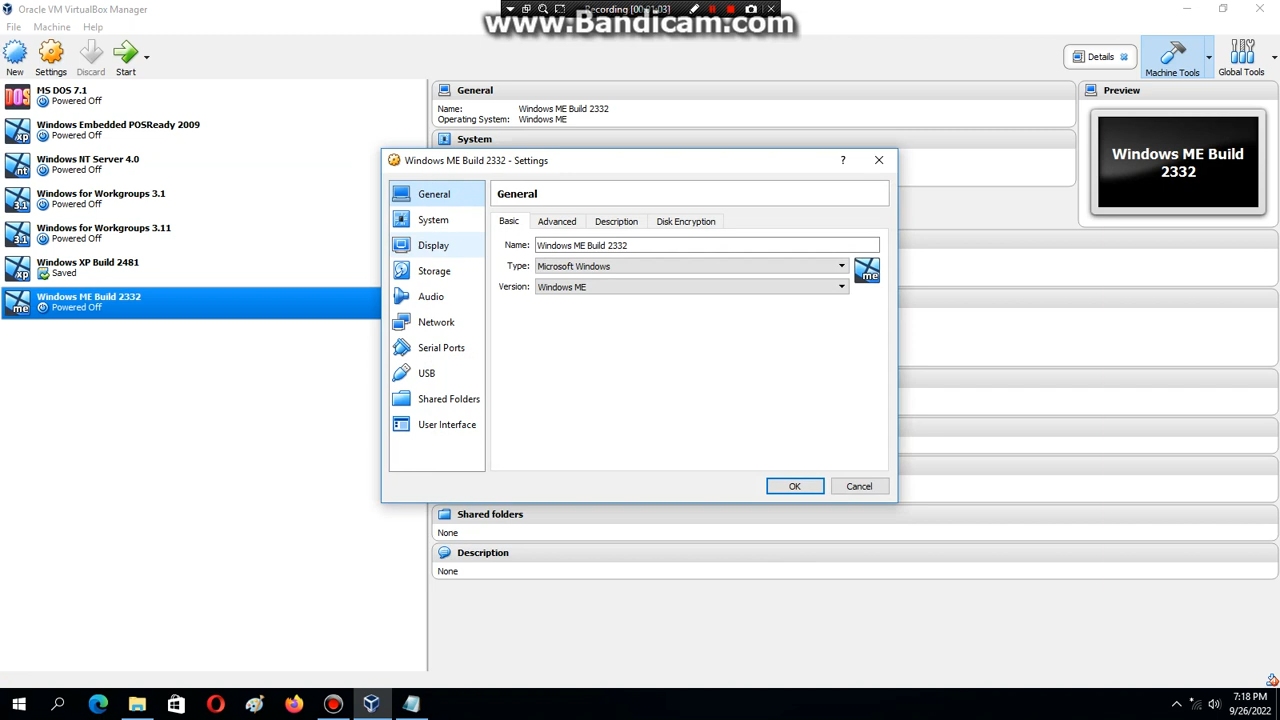 Oracle VM VirtualBox Manager
Recording [00:01:03]
www.Bandicam.com
File Machine Help
New Settings Discard Start
Details
Machine Tools
Global Tools
MS DOS 7.1
Powered Off
Windows Embedded POSReady 2009
Powered Off
Windows NT Server 4.0
Powered Off
Windows for Workgroups 3.1
Powered Off
Windows for Workgroups 3.11
Powered Off
Windows XP Build 2481
Saved
Windows ME Build 2332
Powered Off
General
Name: Windows ME Build 2332
Operating System: Windows ME
System
Preview
Windows ME Build
2332
Windows ME Build 2332 - Settings
General
System
Display
Storage
Audio
Network
Serial Ports
USB
Shared Folders
User Interface
General
Basic Advanced Description Disk Encryption
Name: Windows ME Build 2332
Type: Microsoft Windows
Version: Windows ME
OK Cancel
Shared folders
None
Description
None
7:18 PM
9/26/2022